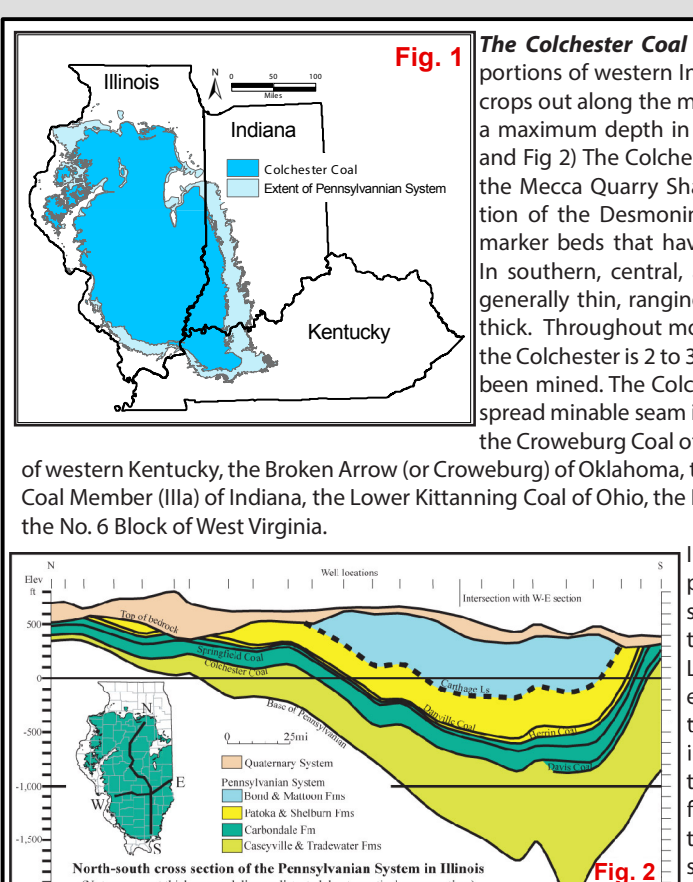 Fig. 1
Illinois
N
0 50 100
Miles
Indiana
Colchester Coal
Extent of Pennsylvannian System
Kentucky
The Colchester Coal
portions of western In
crops out along the m
a maximum depth in
and Fig 2) The Colche
the Mecca Quarry Sha
tion of the Desmonin
marker beds that hav
In southern, central,
generally thin, rangin
thick. Throughout mo
the Colchester is 2 to 3
been mined. The Colc
spread minable seam i
the Croweburg Coal of
of western Kentucky, the Broken Arrow (or Croweburg) of Oklahoma, t
Coal Member (IIIa) of Indiana, the Lower Kittanning Coal of Ohio, the
the No. 6 Block of West Virginia.
N
Well locations
S
Elev
ft
Intersection with W-E section
500
0
-500
-1,000
-1,500
Top of bedrock
Springfield Coal
Colchester Coal
Base of Pennsylvanian
Carthage Ls
Danville Coal
Herrin Coal
Davis Coal
N
W
E
S
0 25mi
Quaternary System
Pennsylvanian System
Bond & Mattoon Fms
Patoka & Shelburn Fms
Carbondale Fm
Caseyville & Tradewater Fms
North-south cross section of the Pennsylvanian System in Illinois
Fig. 2